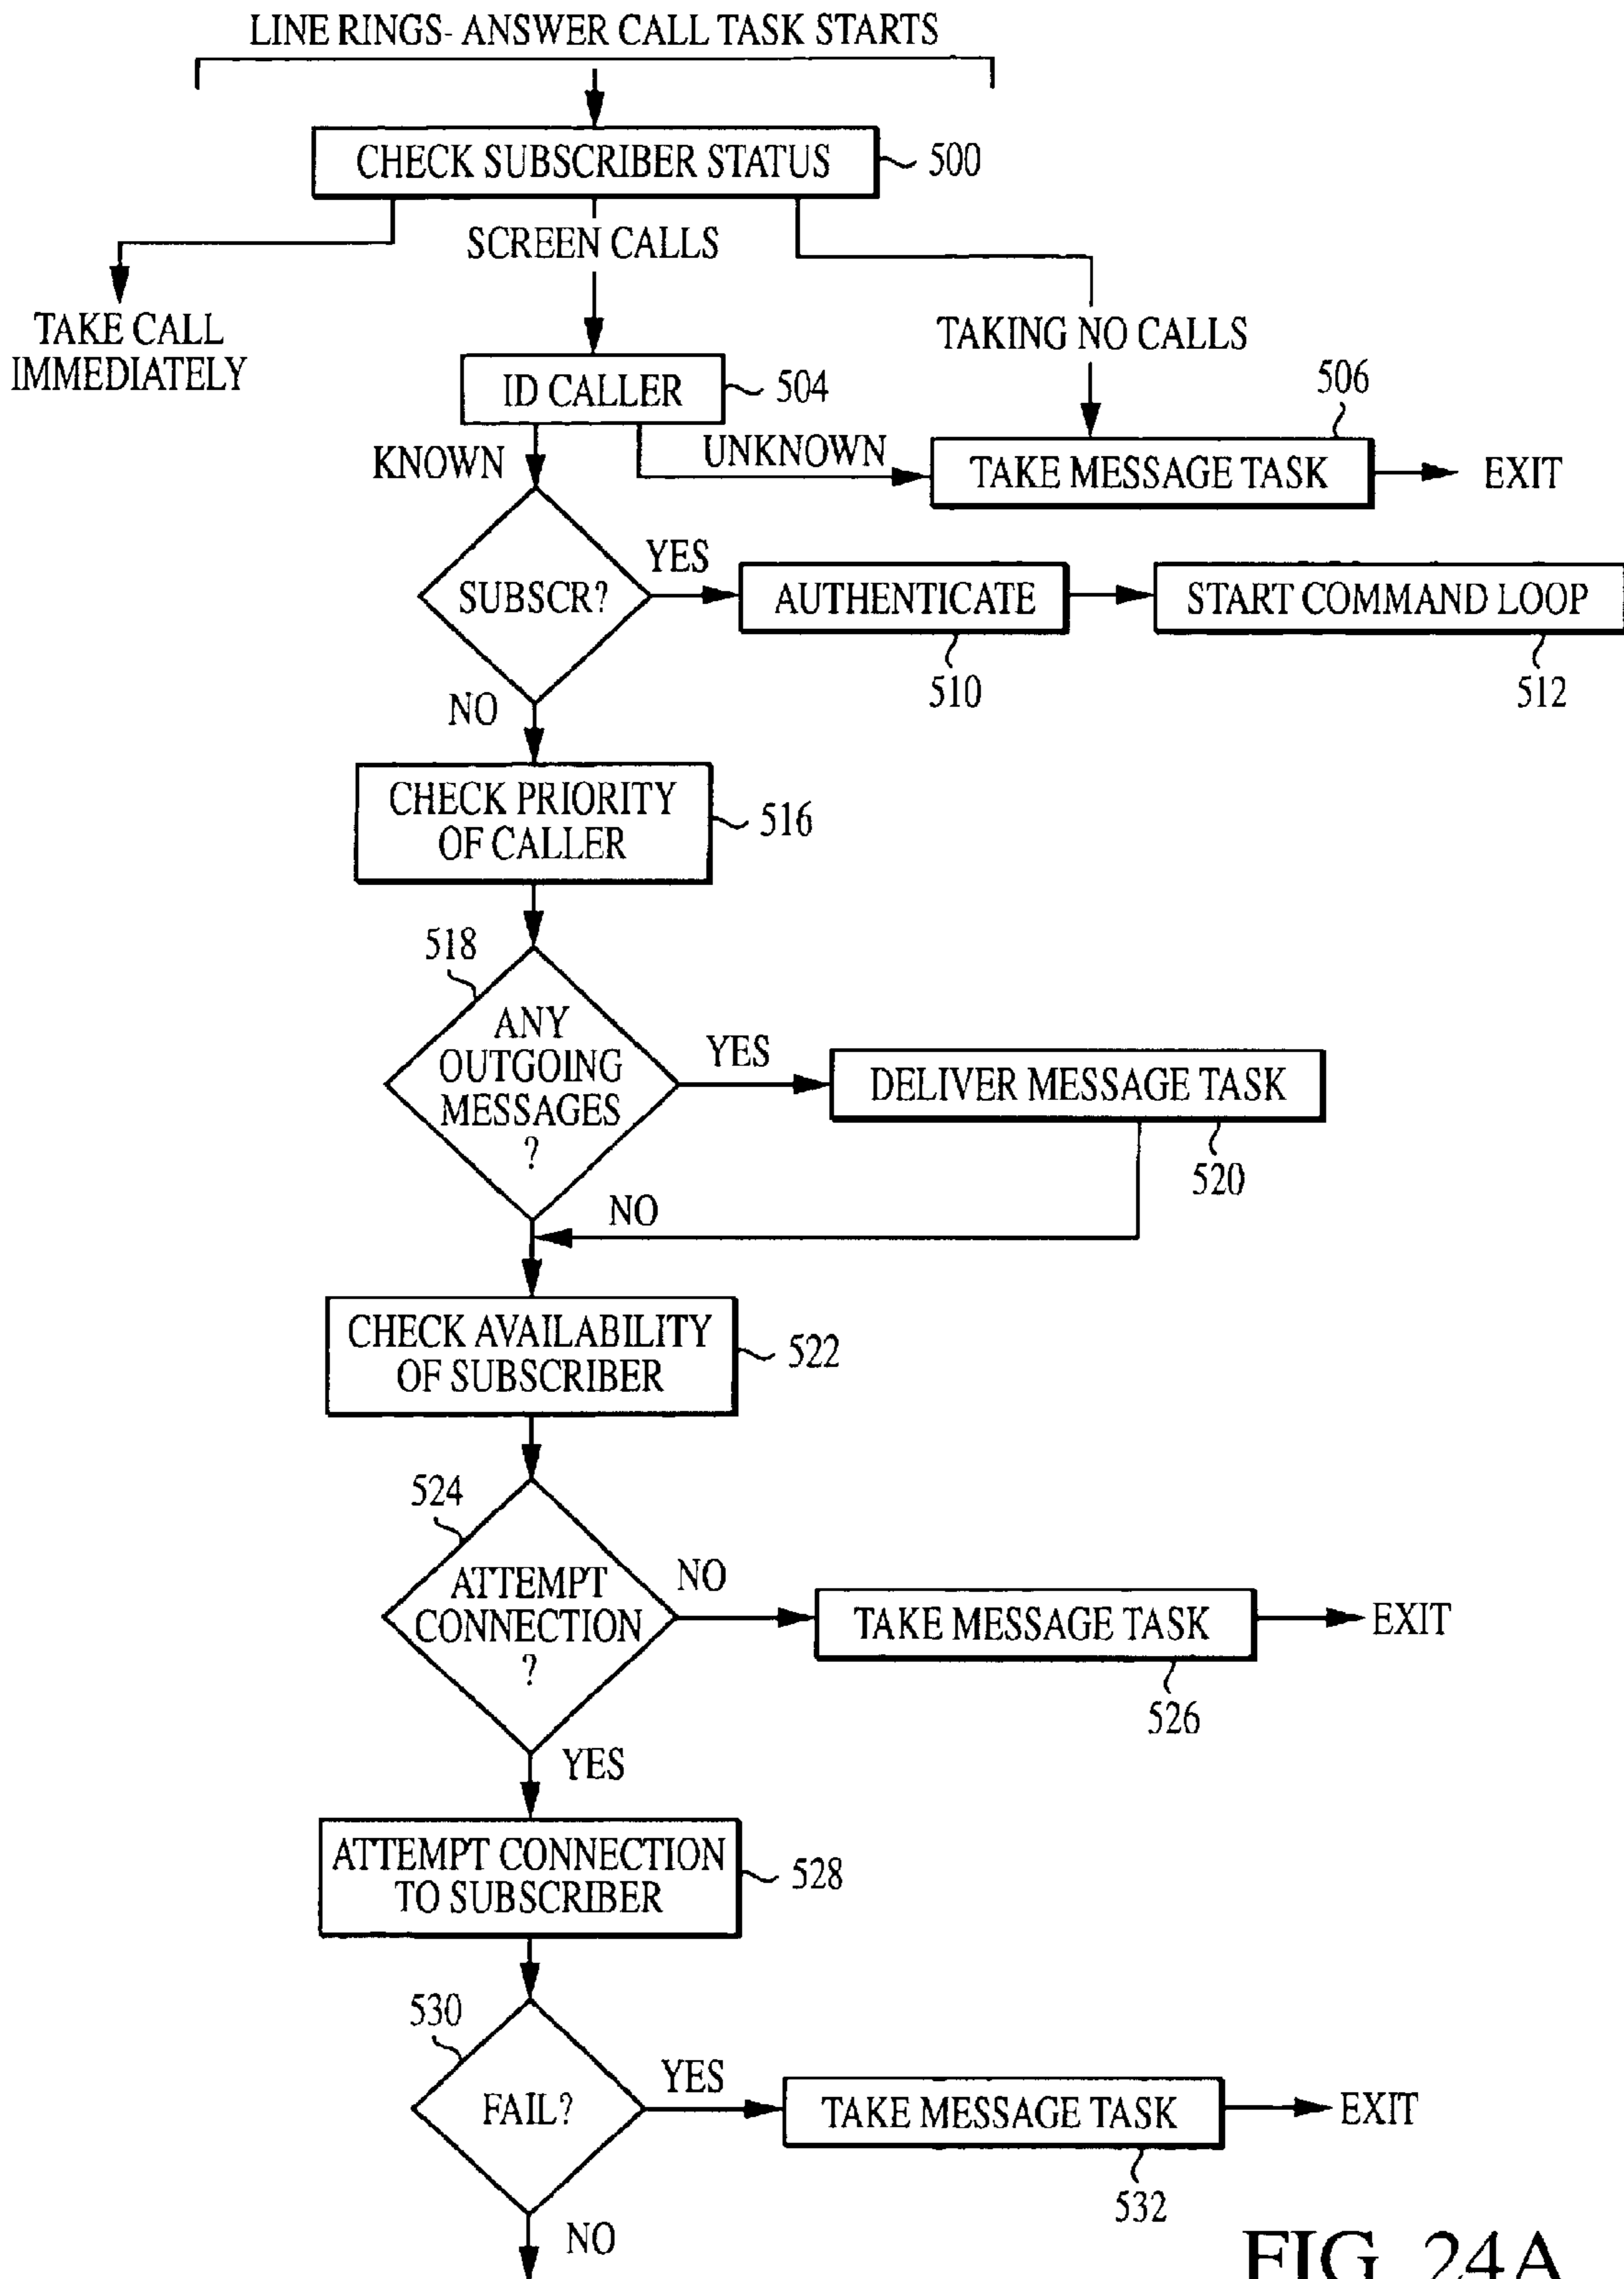 LINE RINGS- ANSWER CALL TASK STARTS
CHECK SUBSCRIBER STATUS
500
SCREEN CALLS
TAKE CALL
IMMEDIATELY
TAKING NO CALLS
ID CALLER
504
506
KNOWN
UNKNOWN
TAKE MESSAGE TASK
EXIT
SUBSCR?
YES
AUTHENTICATE
START COMMAND LOOP
510
512
NO
CHECK PRIORITY
OF CALLER
516
518
ANY
OUTGOING
MESSAGES
?
YES
DELIVER MESSAGE TASK
520
NO
CHECK AVAILABILITY
OF SUBSCRIBER
522
524
ATTEMPT
CONNECTION
?
NO
TAKE MESSAGE TASK
EXIT
526
YES
ATTEMPT CONNECTION
TO SUBSCRIBER
528
530
FAIL?
YES
TAKE MESSAGE TASK
EXIT
532
NO
FIG. 24A